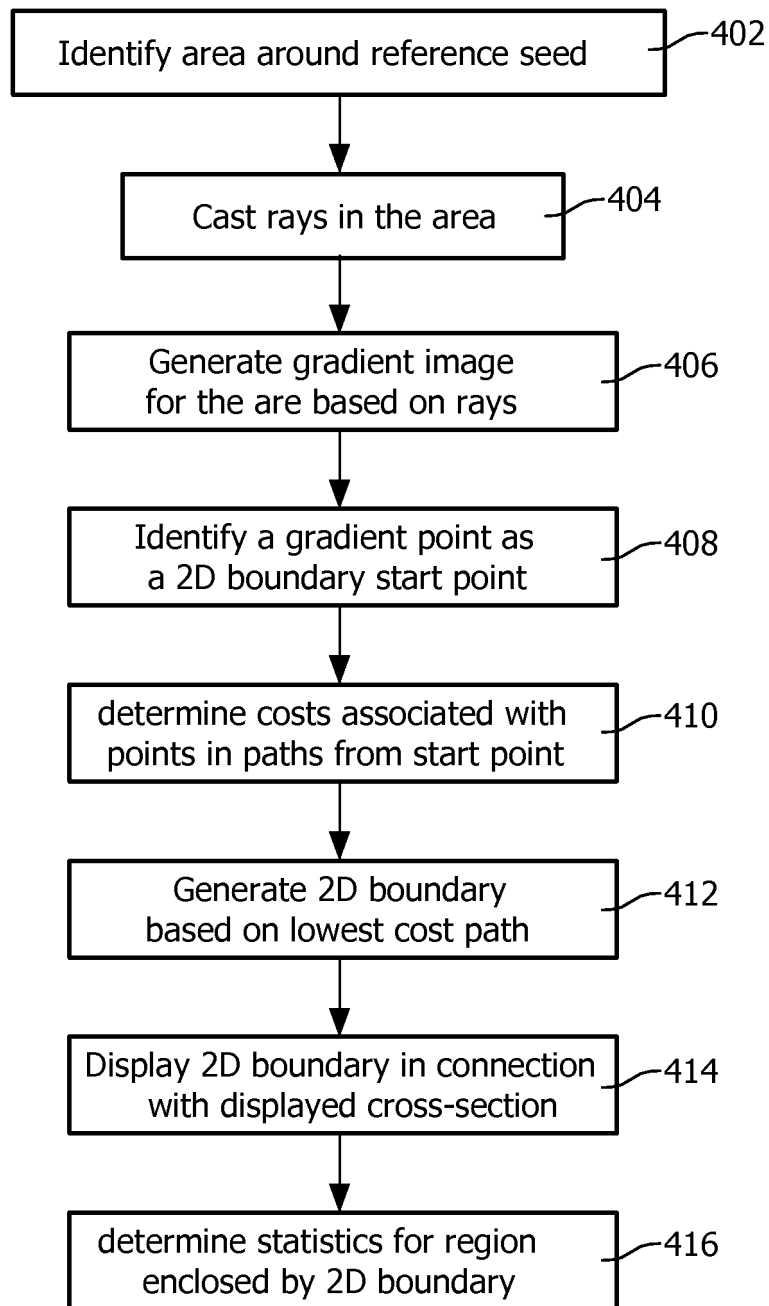 Identify area around reference seed
402
Cast rays in the area
404
Generate gradient image
for the are based on rays
406
Identify a gradient point as
a 2D boundary start point
408
determine costs associated with
points in paths from start point
410
Generate 2D boundary
based on lowest cost path
412
Display 2D boundary in connection
with displayed cross-section
414
determine statistics for region
enclosed by 2D boundary
416